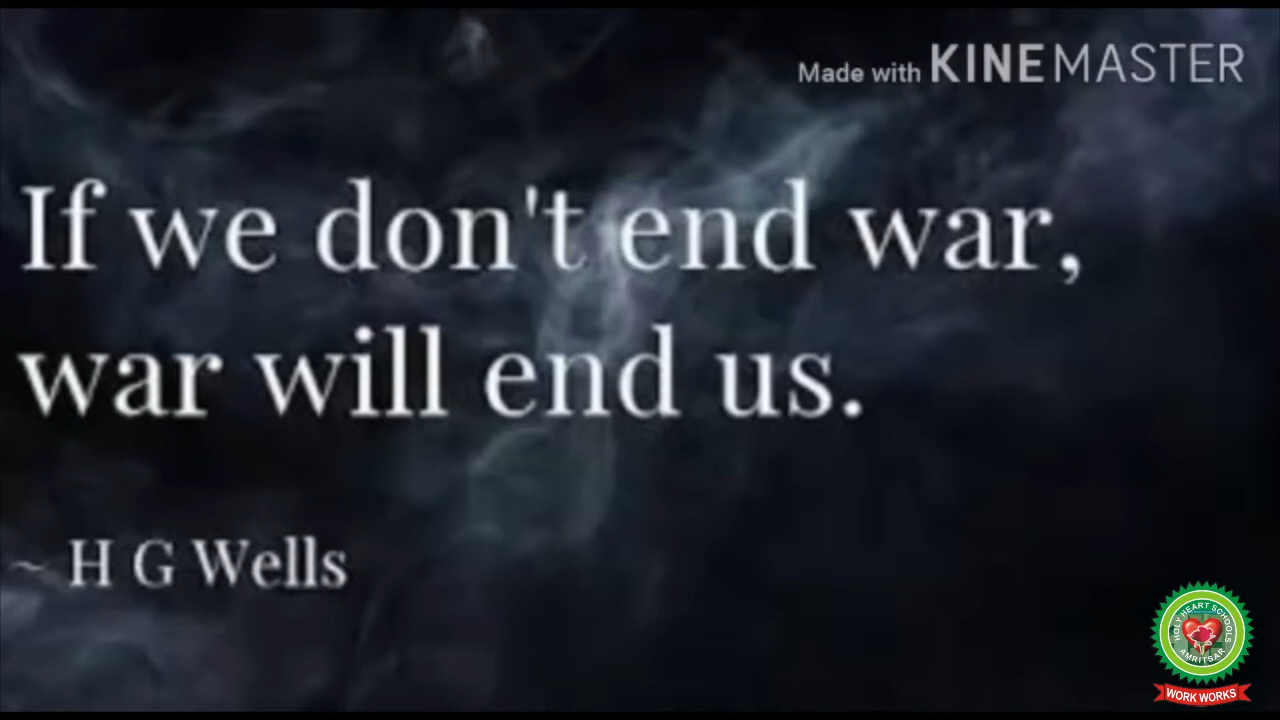 Made with KINEMASTER
If we don't end war,
war will end us.
~ H G Wells
HOLY HEART SCHOOLS
AMRITSAR
WORK WORKS